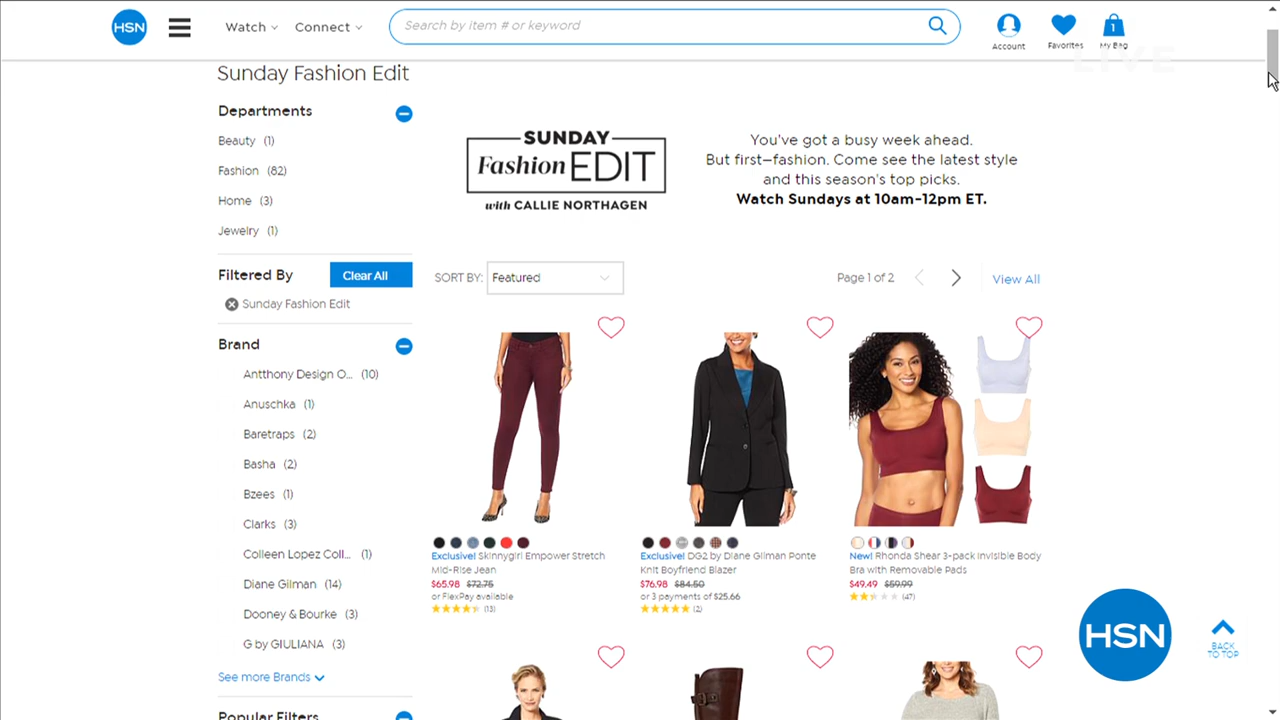 HSN
Watch
Connect
Search by item # or keyword
Account
Favorites
1
My Bag
LIVE
Sunday Fashion Edit
Departments
Beauty (1)
Fashion (82)
Home (3)
Jewelry (1)
SUNDAY
Fashion EDIT
with CALLIE NORTHAGEN
You've got a busy week ahead.
But first—fashion. Come see the latest style
and this season's top picks.
Watch Sundays at 10am-12pm ET.
Filtered By
Clear All
Sunday Fashion Edit
SORT BY: Featured
Page 1 of 2
View All
Brand
Antthony Design O... (10)
Anuschka (1)
Baretraps (2)
Basha (2)
Bzees (1)
Clarks (3)
Colleen Lopez Coll... (1)
Diane Gilman (14)
Dooney & Bourke (3)
G by GIULIANA (3)
See more Brands
Popular Filters
Exclusive! Skinnygirl Empower Stretch
Mid-Rise Jean
$65.98 $72.75
or FlexPay available
(13)
Exclusive! DG2 by Diane Gilman Ponte
Knit Boyfriend Blazer
$76.98 $84.50
or 3 payments of $25.66
(2)
New! Rhonda Shear 3-pack Invisible Body
Bra with Removable Pads
$49.49 $59.99
(47)
HSN
BACK
TO TOP